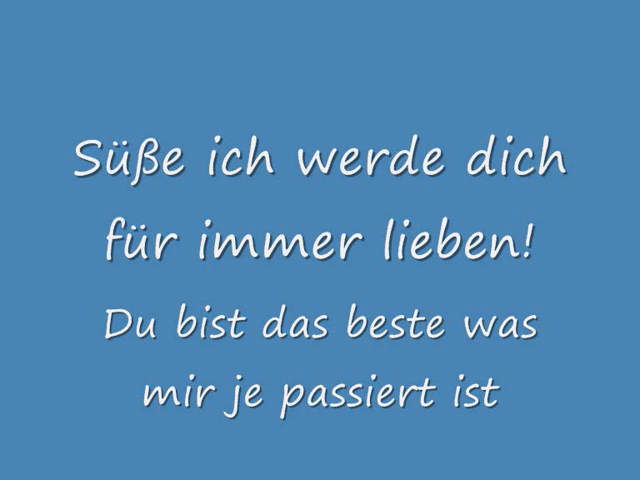 Süße ich werde dich
für immer lieben!
Du bist das beste was
mir je passiert ist